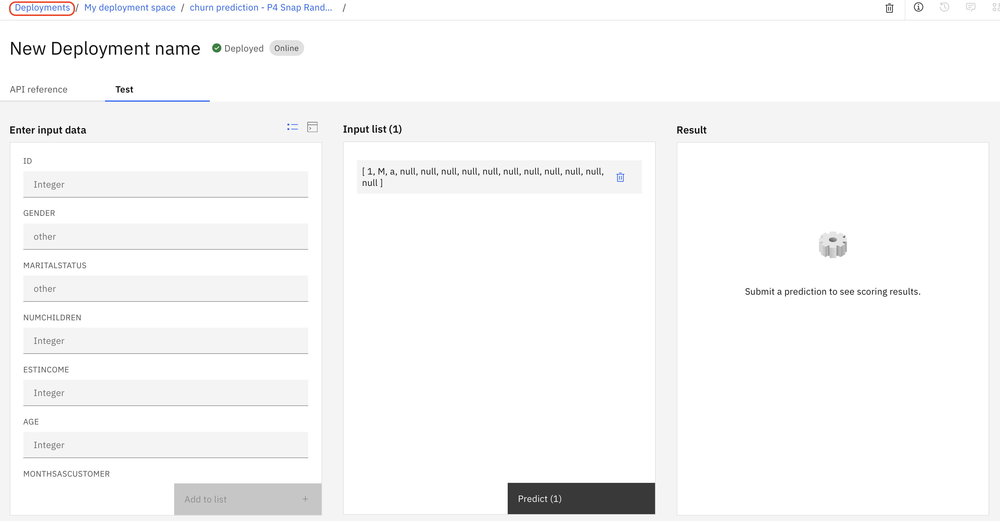 Deployments / My deployment space / churn prediction - P4 Snap Rand... /
New Deployment name Deployed Online
API reference Test
Enter input data
ID
Integer
GENDER
other
MARITALSTATUS
other
NUMCHILDREN
Integer
ESTINCOME
Integer
AGE
Integer
MONTHSASCUSTOMER
Add to list +
Input list (1)
[ 1, M, a, null, null, null, null, null, null, null, null, null, null,
null ]
Predict (1)
Result
Submit a prediction to see scoring results.